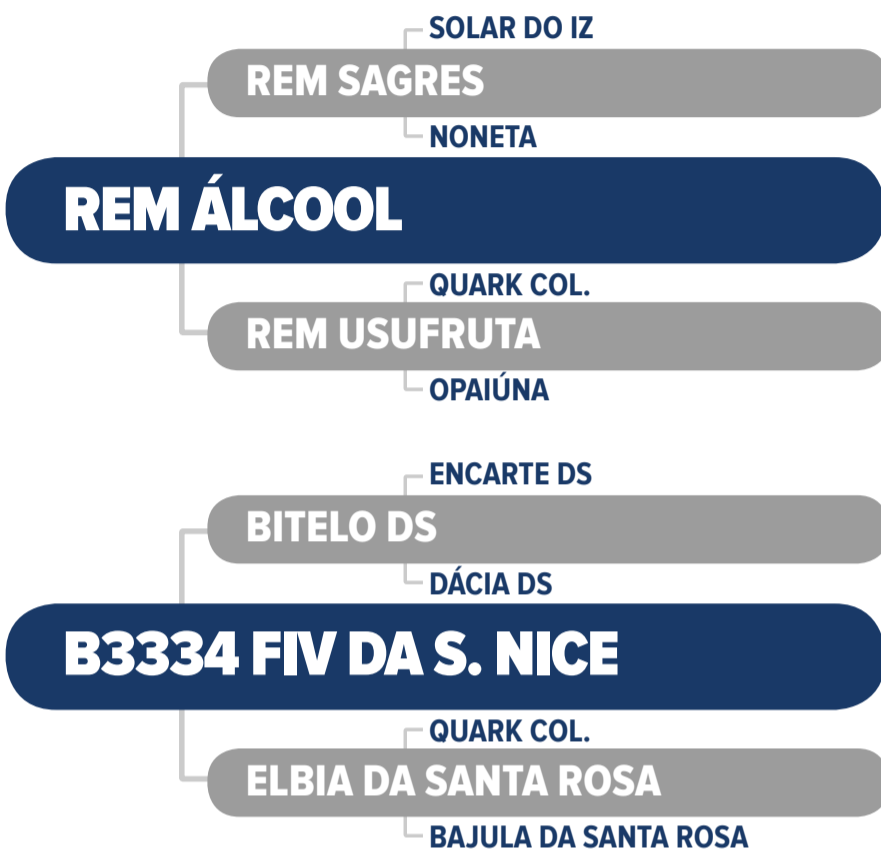 SOLAR DO IZ
REM SAGRES
NONETA
REM ÁLCOOL
QUARK COL.
REM USUFRUTA
OPAIÚNA
ENCARTE DS
BITELO DS
DÁCIA DS
B3334 FIV DA S. NICE
QUARK COL.
ELBIA DA SANTA ROSA
BAJULA DA SANTA ROSA